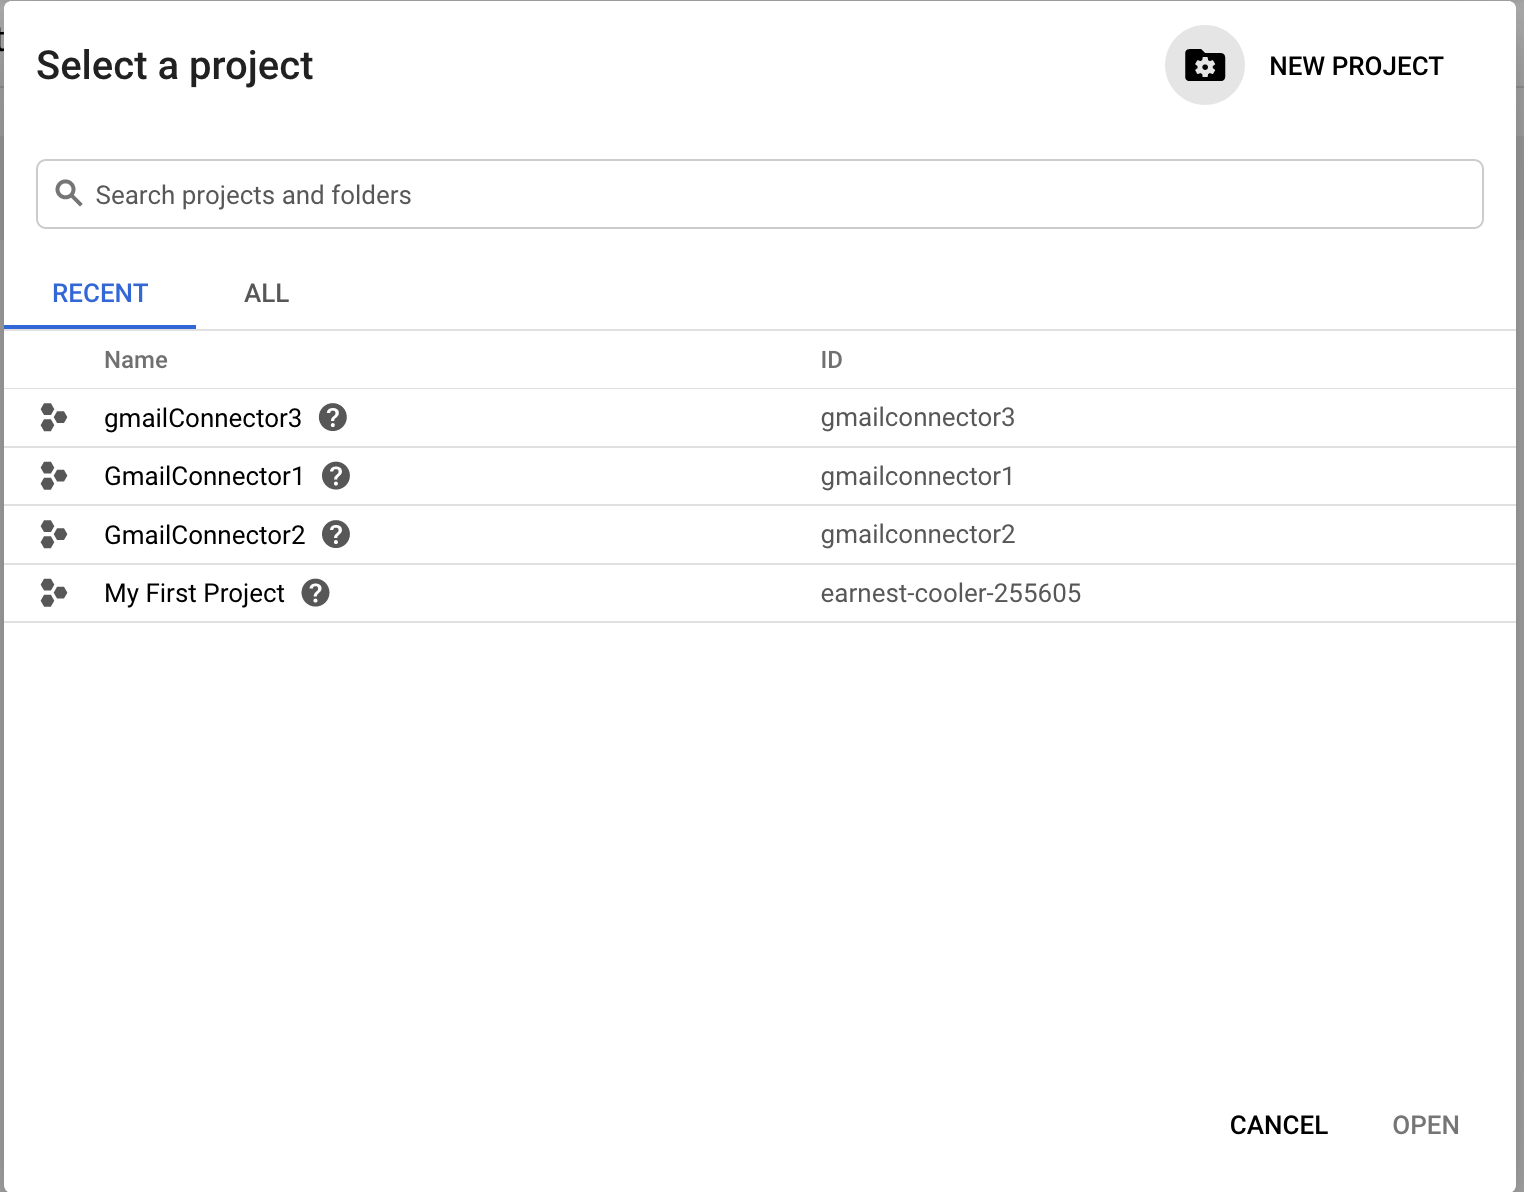 Select a project
NEW PROJECT
Search projects and folders
RECENT ALL
Name ID
gmailConnector3 gmailconnector3
GmailConnector1 gmailconnector1
GmailConnector2 gmailconnector2
My First Project earnest-cooler-255605
CANCEL OPEN